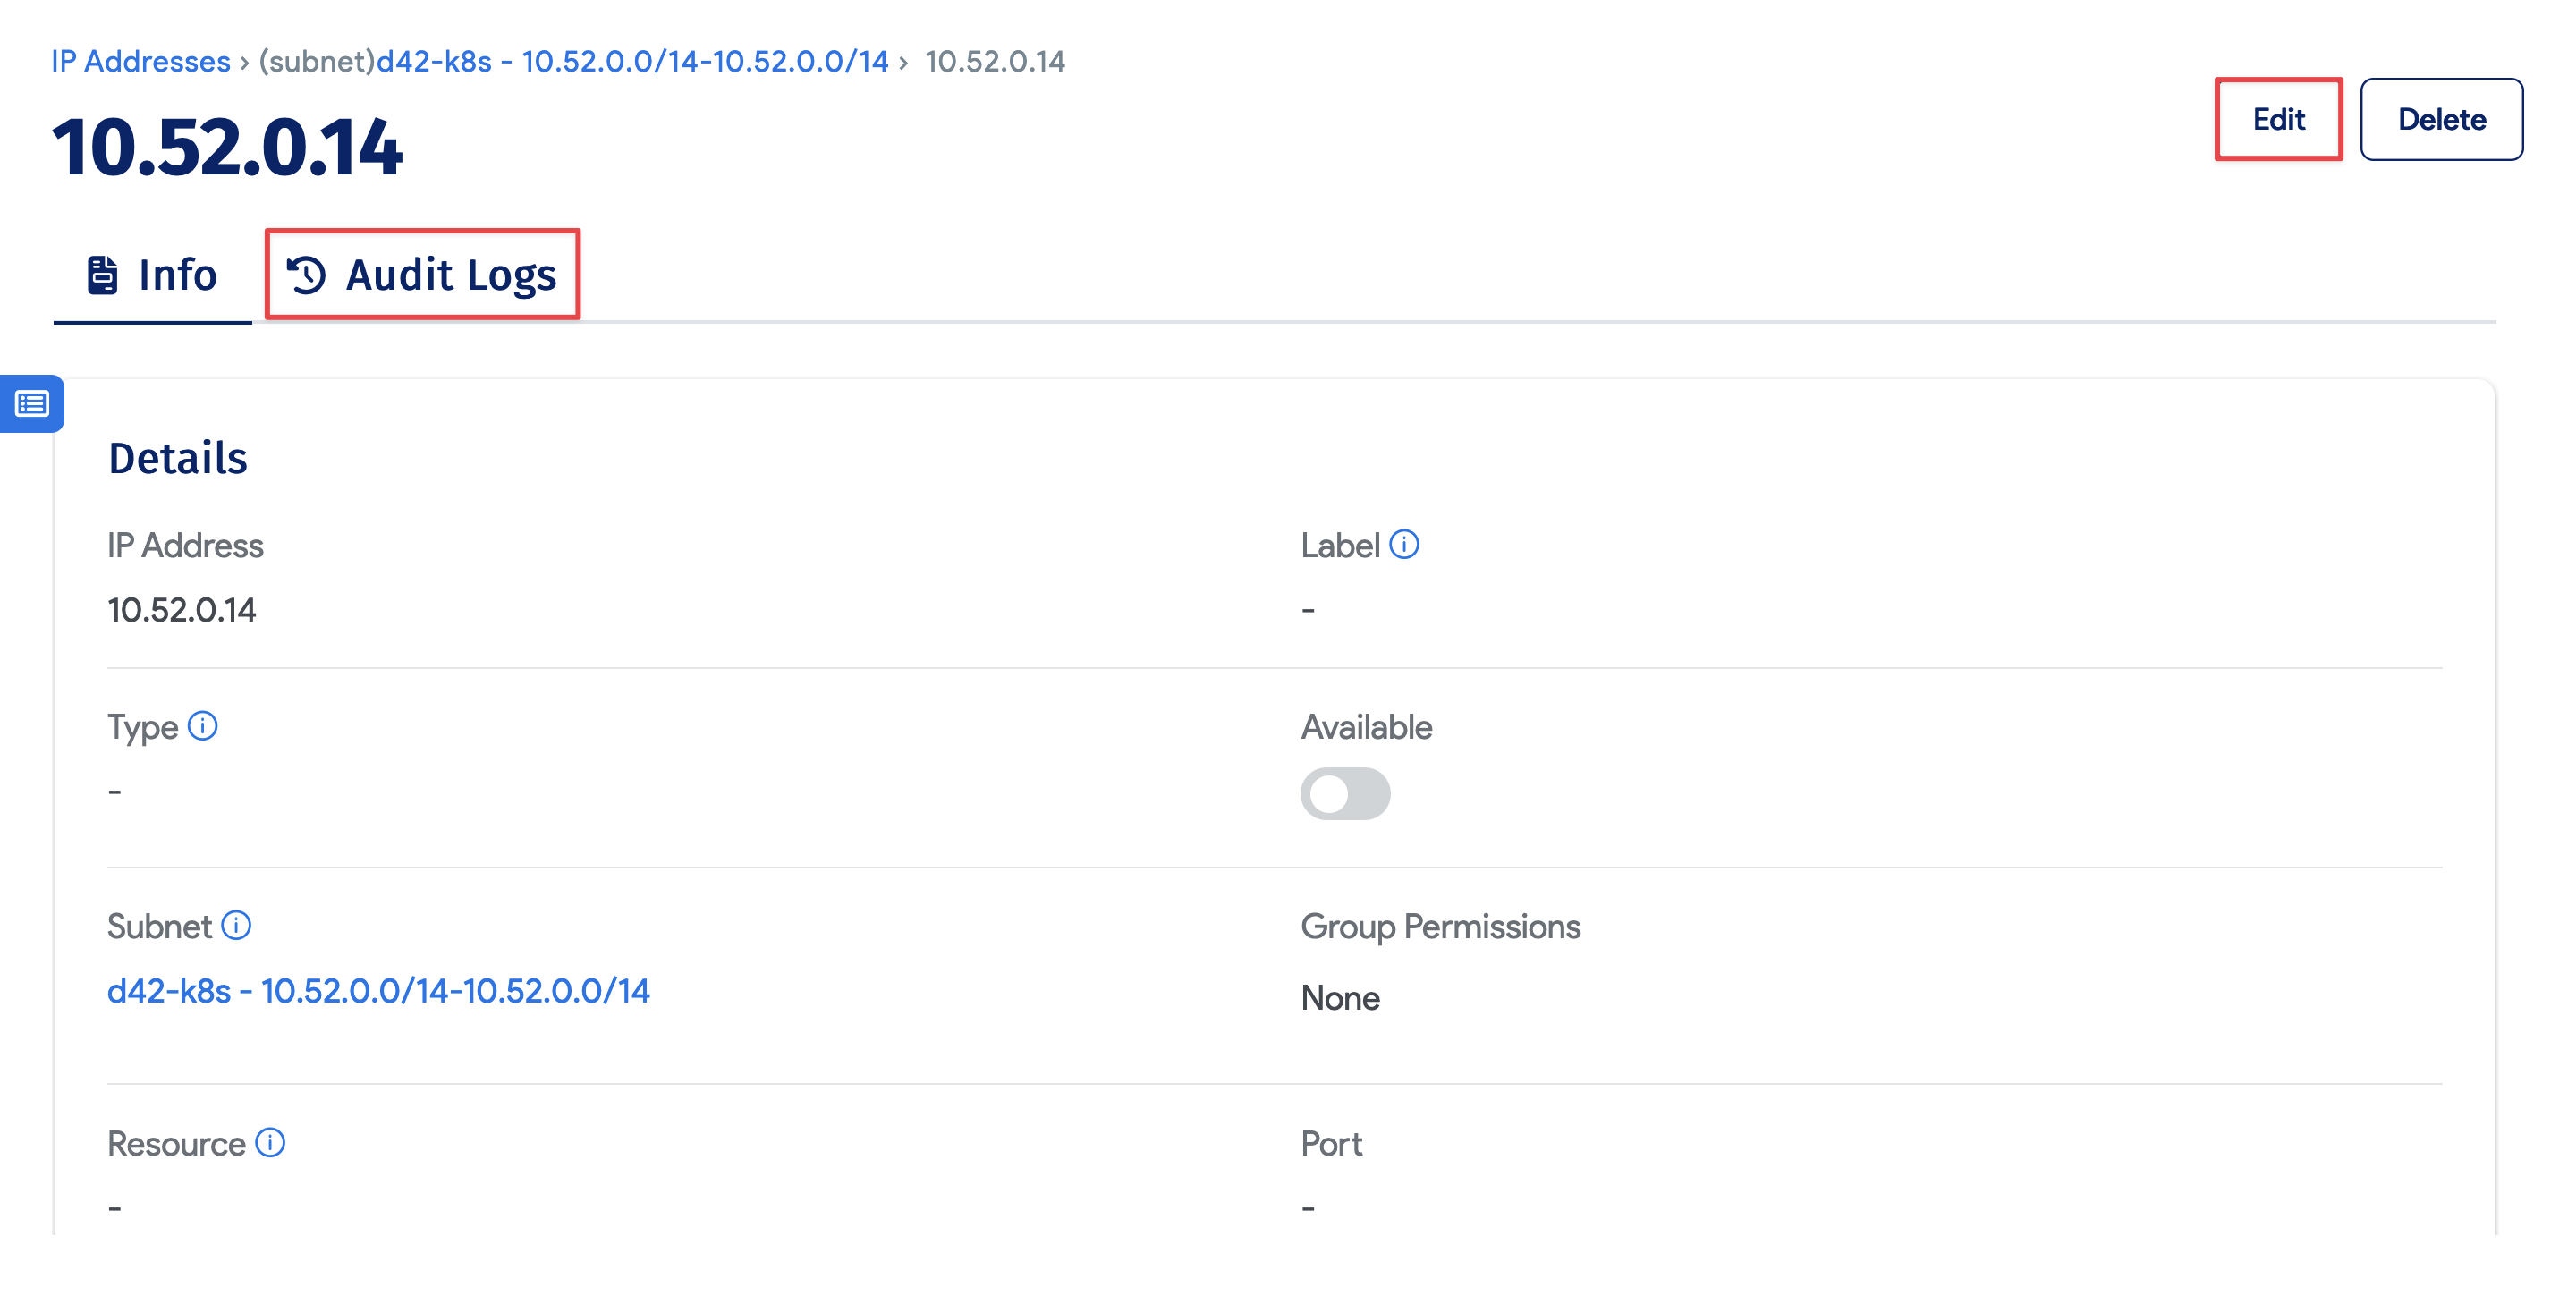 IP Addresses › (subnet)d42-k8s - 10.52.0.0/14-10.52.0.0/14 › 10.52.0.14
10.52.0.14
Edit
Delete
Info
Audit Logs
Details
IP Address
10.52.0.14
Label
-
Type
-
Available
Subnet
d42-k8s - 10.52.0.0/14-10.52.0.0/14
Group Permissions
None
Resource
-
Port
-